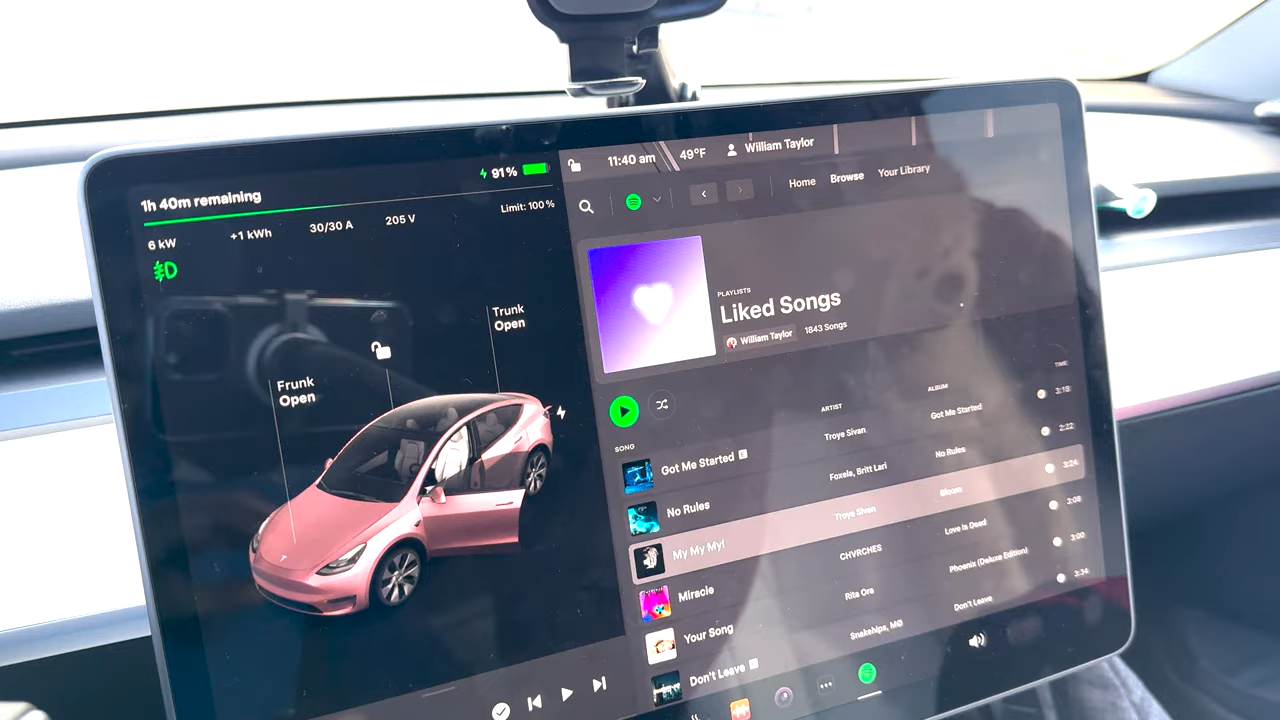 1h 40m remaining
91%
Limit: 100%
6 kW
+1 kWh
30/30 A
205 V
Trunk
Open
Frunk
Open
11:40 am
49°F
William Taylor
Home
Browse
Your Library
PLAYLISTS
Liked Songs
William Taylor
1843 Songs
SONG
ARTIST
ALBUM
TIME
Got Me Started E
Troye Sivan
Got Me Started
3:18
No Rules
Foxela, Britt Lari
No Rules
2:22
My My My!
Troye Sivan
Bloom
3:24
Miracle
CHVRCHES
Love Is Dead
3:08
Your Song
Rita Ora
Phoenix (Deluxe Edition)
3:00
Don't Leave E
Snakehips, MØ
Don't Leave
3:34